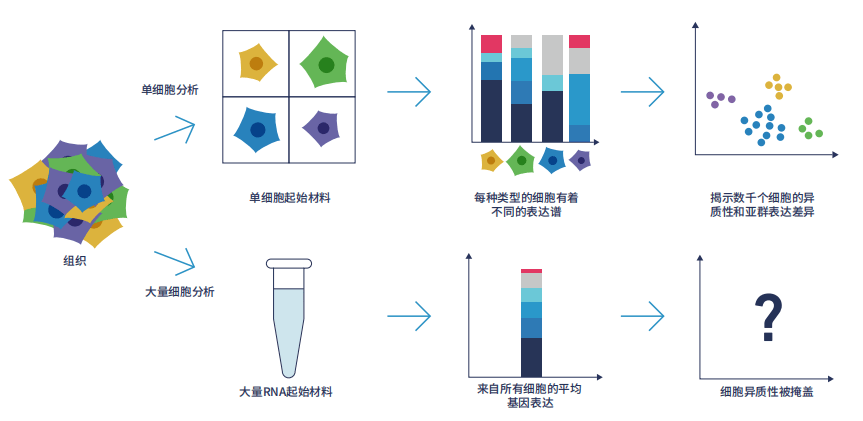 单细胞分析
单细胞起始材料
每种类型的细胞有着
不同的表达谱
揭示数千个细胞的异
质性和亚群表达差异
组织
大量细胞分析
大量RNA起始材料
来自所有细胞的平均
基因表达
?
细胞异质性被掩盖